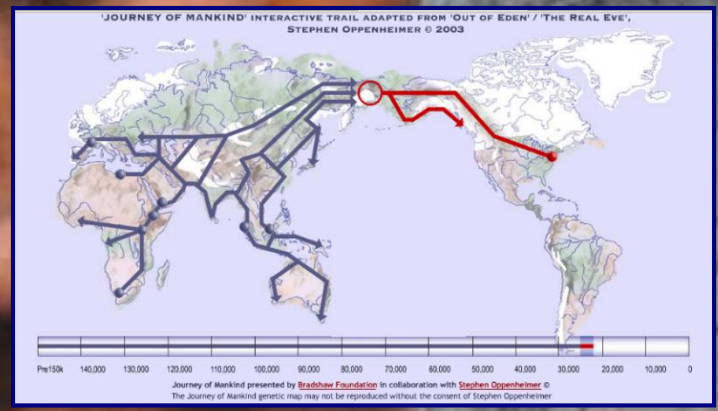 'JOURNEY OF MANKIND' INTERACTIVE TRAIL ADAPTED FROM 'OUT OF EDEN' / 'THE REAL EVE',
STEPHEN OPPENHEIMER © 2003
Pre150k 140,000 130,000 120,000 110,000 100,000 90,000 80,000 70,000 60,000 50,000 40,000 30,000 20,000 10,000 0
Journey of Mankind presented by Bradshaw Foundation in collaboration with Stephen Oppenheimer ©
The Journey of Mankind genetic map may not be reproduced without the consent of Stephen Oppenheimer